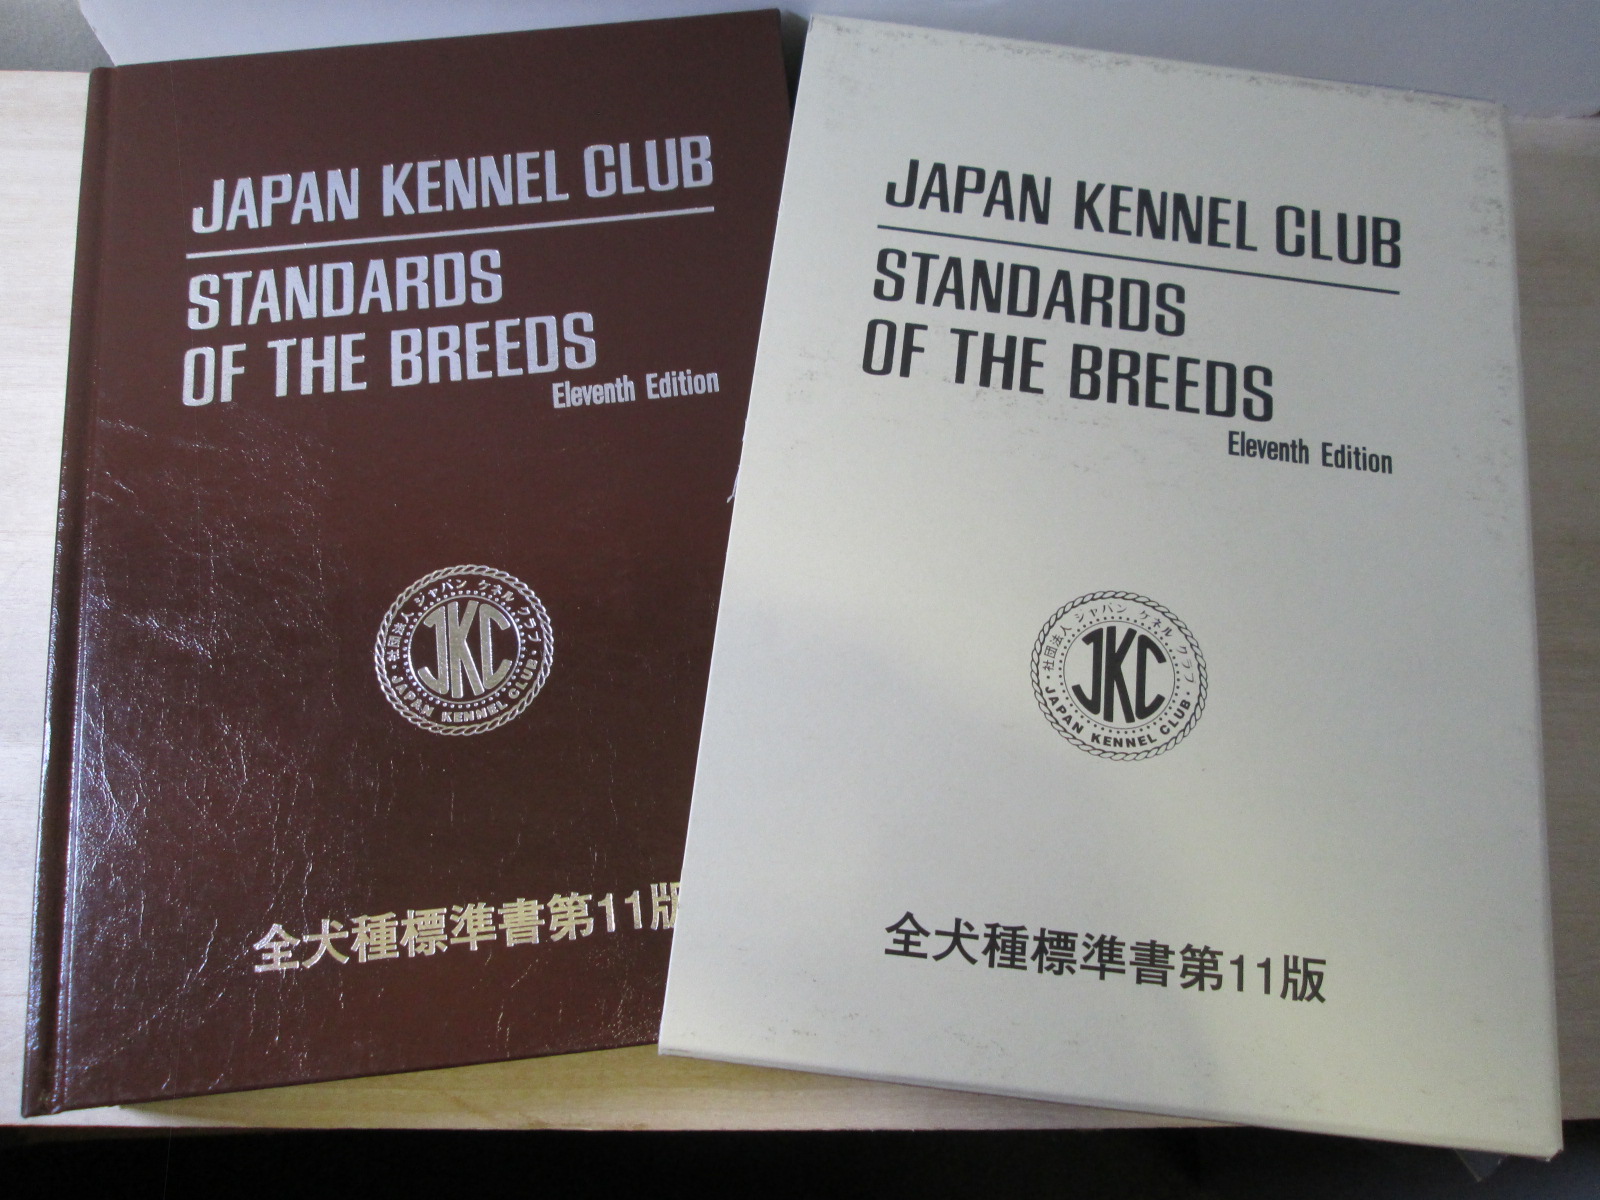 JAPAN KENNEL CLUB
STANDARDS
OF THE BREEDS
Eleventh Edition
社団法人 ジャパン ケネル クラブ
JKC
JAPAN KENNEL CLUB
全犬種標準書第11版
JAPAN KENNEL CLUB
STANDARDS
OF THE BREEDS
Eleventh Edition
社団法人 ジャパン ケネル クラブ
JKC
JAPAN KENNEL CLUB
全犬種標準書第11版